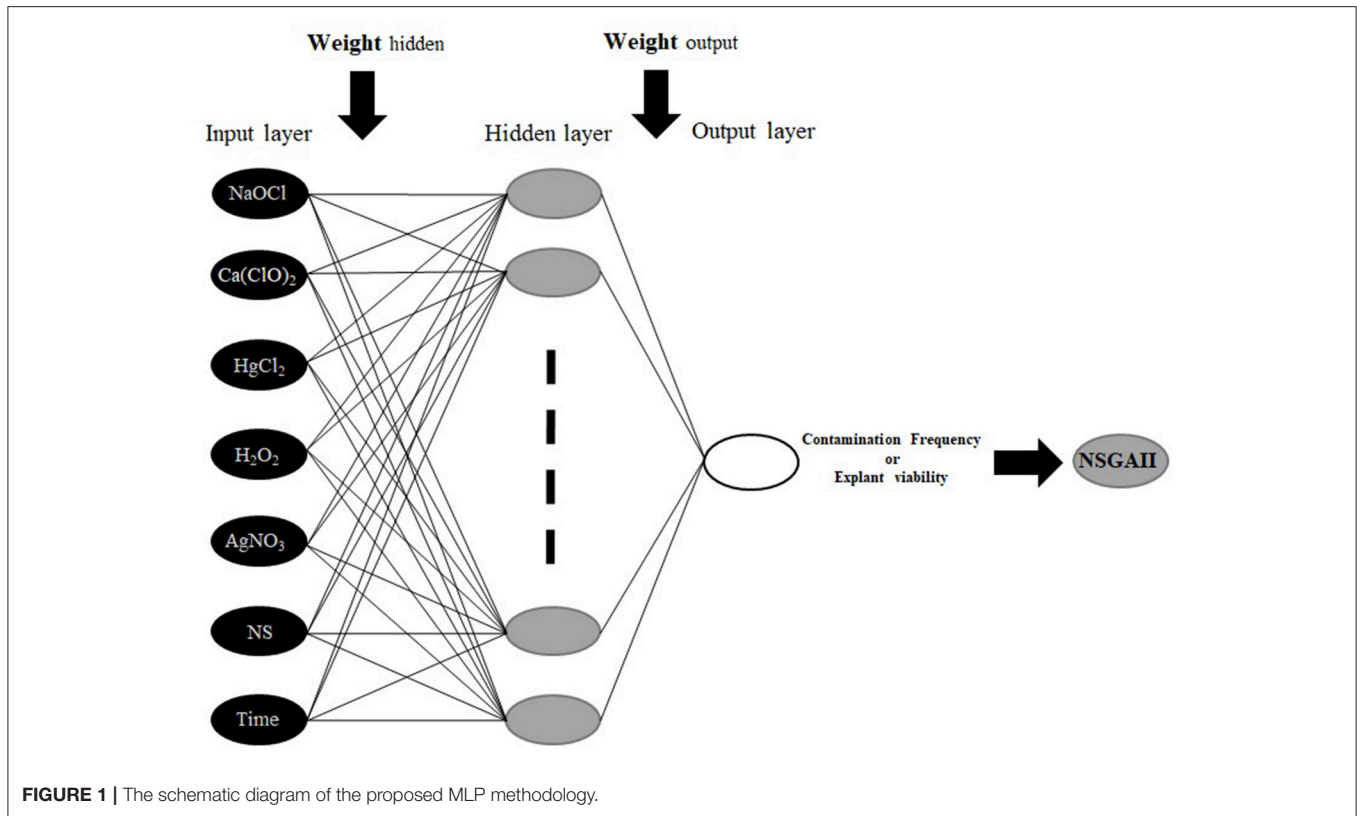 Weight hidden
Weight output
Input layer
Hidden layer
Output layer
NaOCl
Ca(ClO)₂
HgCl₂
H₂O₂
AgNO₃
NS
Time
Contamination Frequency
or
Explant viability
NSGAII
FIGURE 1 | The schematic diagram of the proposed MLP methodology.